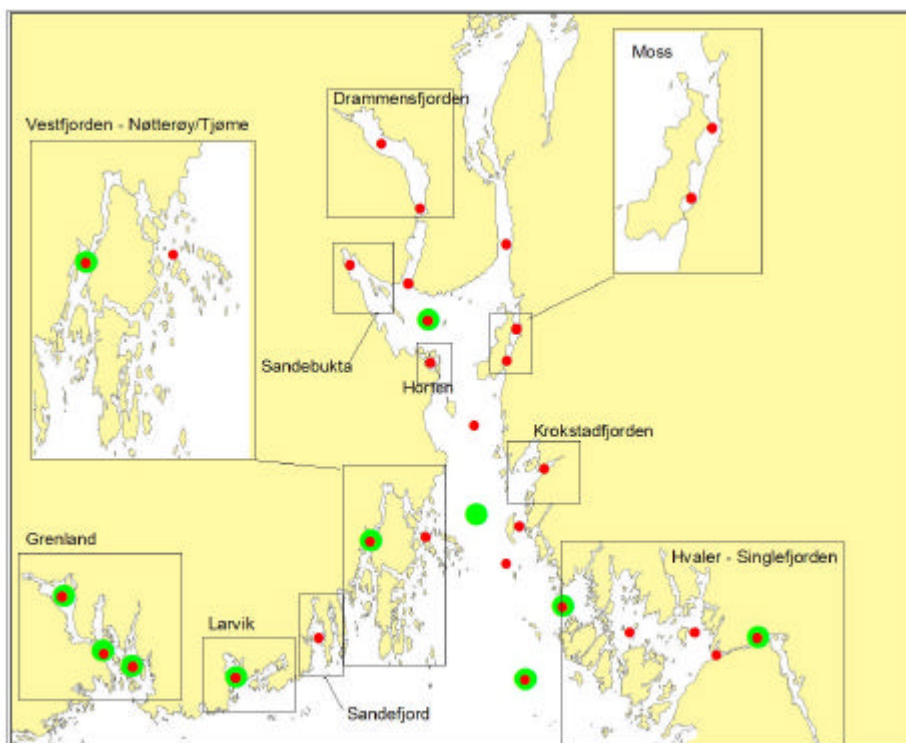 Moss
Drammensfjorden
Vestfjorden - Nøtterøy/Tjøme
Sandebukta
Horten
Krokstadfjorden
Grenland
Hvaler - Singlefjorden
Larvik
Sandefjord